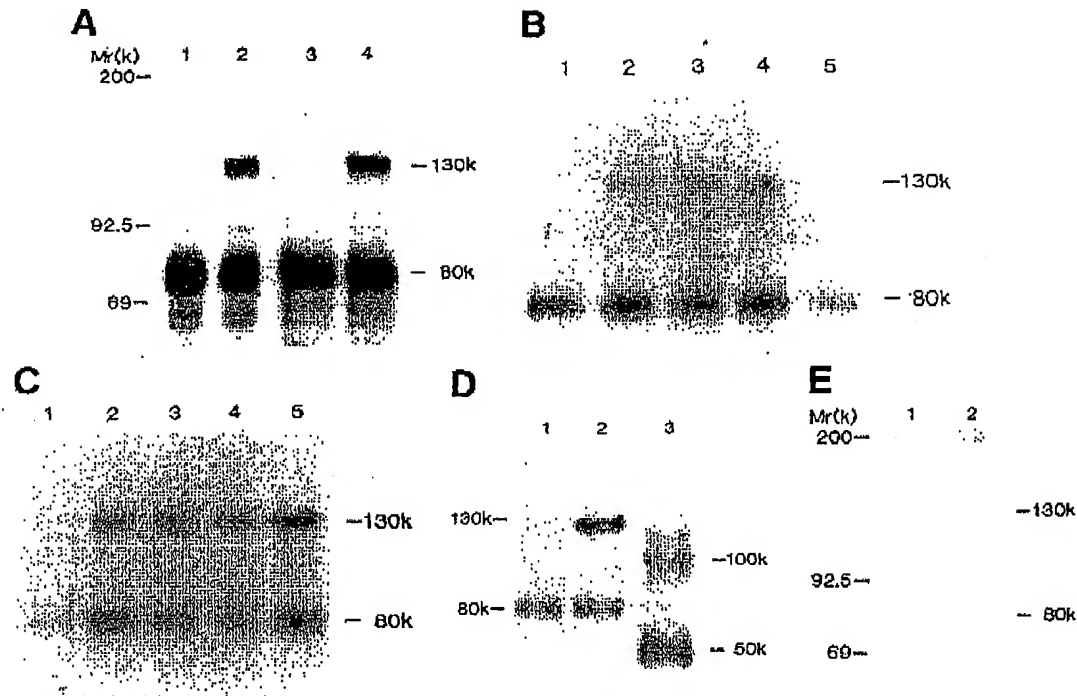 A
B
Mr(k) 1 2 3 4
1 2 3 4 5
200–
–130k
–130k
92.5–
–80k
69–
–80k
C
D
E
1 2 3 4 5
1 2 3
Mr(k) 1 2
200–
–130k
130k–
–130k
–100k
92.5–
–80k
80k–
–80k
–50k
69–